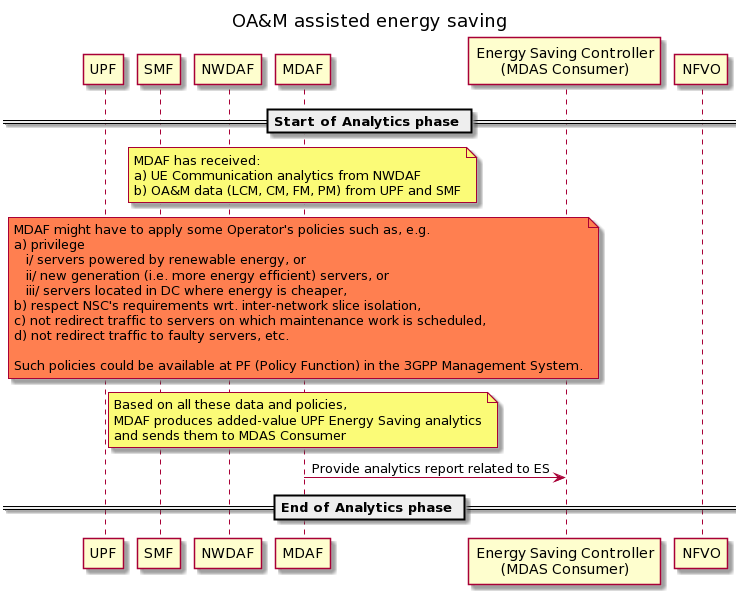 OA&M assisted energy saving
UPF
SMF
NWDAF
MDAF
Energy Saving Controller
(MDAS Consumer)
NFVO
Start of Analytics phase
MDAF has received:
a) UE Communication analytics from NWDAF
b) OA&M data (LCM, CM, FM, PM) from UPF and SMF
MDAF might have to apply some Operator's policies such as, e.g.
a) privilege
i/ servers powered by renewable energy, or
ii/ new generation (i.e. more energy efficient) servers, or
iii/ servers located in DC where energy is cheaper,
b) respect NSC's requirements wrt. inter-network slice isolation,
c) not redirect traffic to servers on which maintenance work is scheduled,
d) not redirect traffic to faulty servers, etc.
Such policies could be available at PF (Policy Function) in the 3GPP Management System.
Based on all these data and policies,
MDAF produces added-value UPF Energy Saving analytics
and sends them to MDAS Consumer
Provide analytics report related to ES
End of Analytics phase
UPF
SMF
NWDAF
MDAF
Energy Saving Controller
(MDAS Consumer)
NFVO